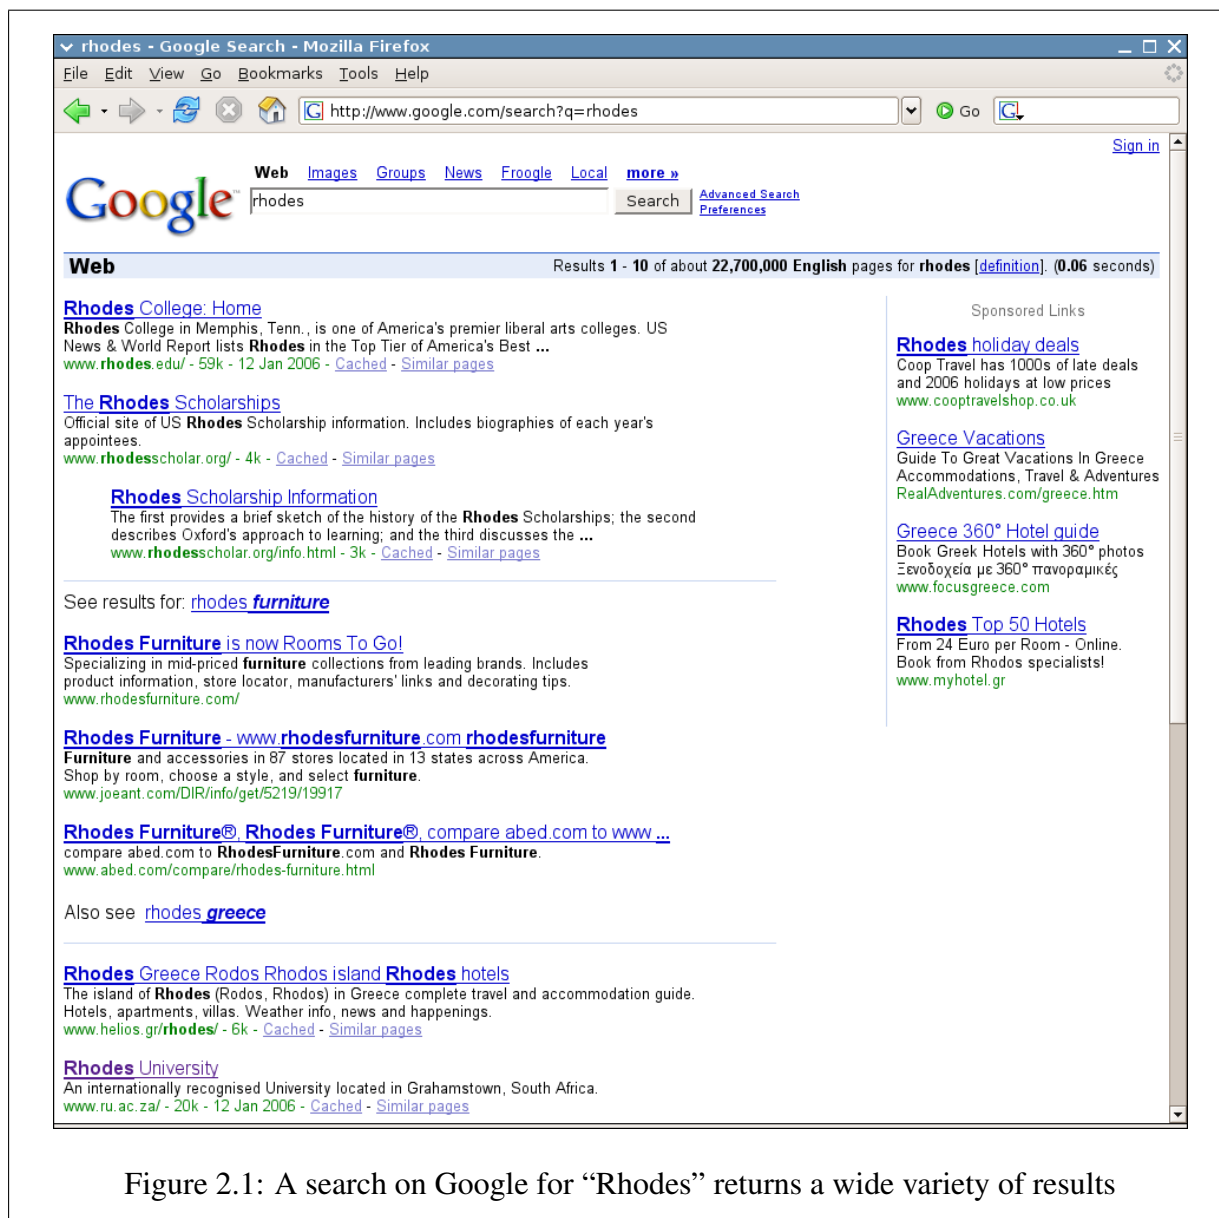 rhodes - Google Search - Mozilla Firefox
File Edit View Go Bookmarks Tools Help
http://www.google.com/search?q=rhodes Go
Sign in
Web Images Groups News Froogle Local more »
Google™ rhodes Search Advanced Search
Preferences
Web Results 1 - 10 of about 22,700,000 English pages for rhodes [definition]. (0.06 seconds)
Rhodes College: Home
Rhodes College in Memphis, Tenn., is one of America's premier liberal arts colleges. US
News & World Report lists Rhodes in the Top Tier of America's Best ...
www.rhodes.edu/ - 59k - 12 Jan 2006 - Cached - Similar pages
The Rhodes Scholarships
Official site of US Rhodes Scholarship information. Includes biographies of each year's
appointees.
www.rhodesscholar.org/ - 4k - Cached - Similar pages
Rhodes Scholarship Information
The first provides a brief sketch of the history of the Rhodes Scholarships; the second
describes Oxford's approach to learning; and the third discusses the ...
www.rhodesscholar.org/info.html - 3k - Cached - Similar pages
See results for: rhodes furniture
Rhodes Furniture is now Rooms To Go!
Specializing in mid-priced furniture collections from leading brands. Includes
product information, store locator, manufacturers' links and decorating tips.
www.rhodesfurniture.com/
Rhodes Furniture - www.rhodesfurniture.com rhodesfurniture
Furniture and accessories in 87 stores located in 13 states across America.
Shop by room, choose a style, and select furniture.
www.joeant.com/DIR/info/get/5219/19917
Rhodes Furniture®, Rhodes Furniture®, compare abed.com to www ...
compare abed.com to RhodesFurniture.com and Rhodes Furniture.
www.abed.com/compare/rhodes-furniture.html
Also see rhodes greece
Rhodes Greece Rodos Rhodos island Rhodes hotels
The island of Rhodes (Rodos, Rhodos) in Greece complete travel and accommodation guide.
Hotels, apartments, villas. Weather info, news and happenings.
www.helios.gr/rhodes/ - 6k - Cached - Similar pages
Rhodes University
An internationally recognised University located in Grahamstown, South Africa.
www.ru.ac.za/ - 20k - 12 Jan 2006 - Cached - Similar pages
Sponsored Links
Rhodes holiday deals
Coop Travel has 1000s of late deals
and 2006 holidays at low prices
www.cooptravelshop.co.uk
Greece Vacations
Guide To Great Vacations In Greece
Accommodations, Travel & Adventures
RealAdventures.com/greece.htm
Greece 360° Hotel guide
Book Greek Hotels with 360° photos
Ξενοδοχεία με 360° πανοραμικές
www.focusgreece.com
Rhodes Top 50 Hotels
From 24 Euro per Room - Online.
Book from Rhodos specialists!
www.myhotel.gr
Figure 2.1: A search on Google for “Rhodes” returns a wide variety of results